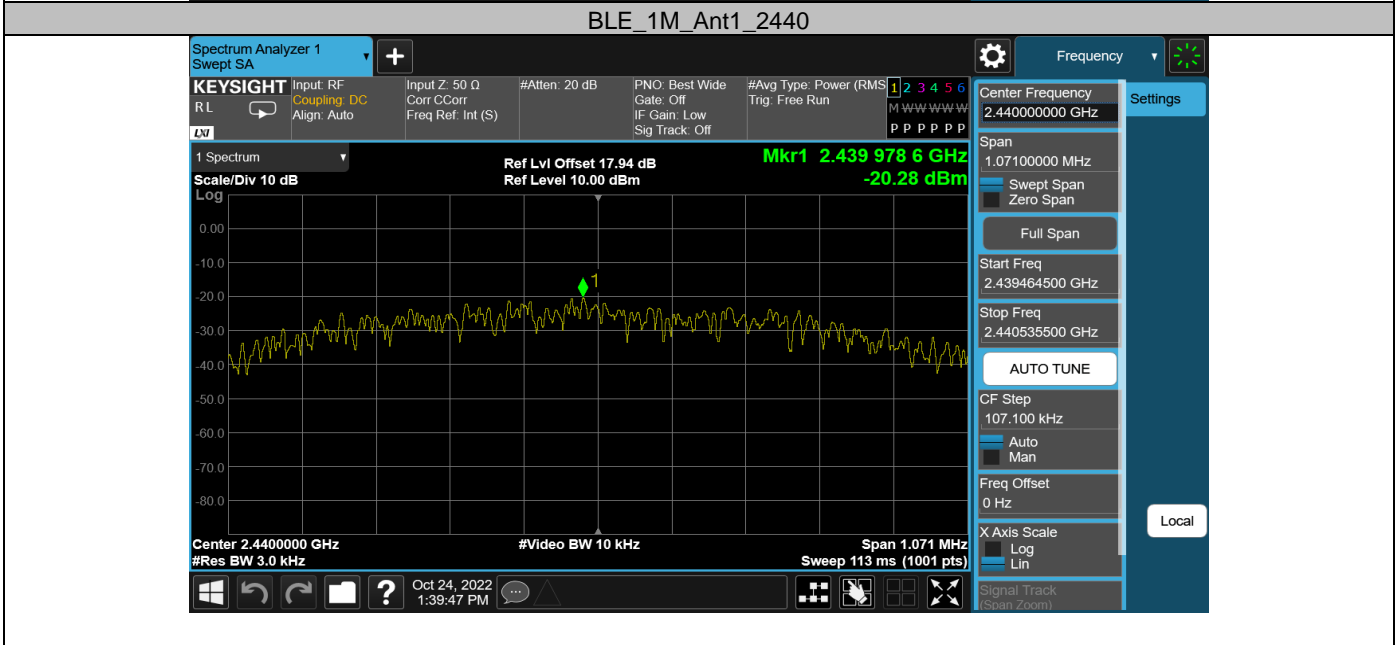 BLE_1M_Ant1_2440
Spectrum Analyzer 1
Swept SA
Frequency
KEYSIGHT
R L
LXI
Input: RF
Coupling: DC
Align: Auto
Input Z: 50 Ω
Corr CCorr
Freq Ref: Int (S)
#Atten: 20 dB
PNO: Best Wide
Gate: Off
IF Gain: Low
Sig Track: Off
#Avg Type: Power (RMS
Trig: Free Run
1 2 3 4 5 6
M W W W W W
P P P P P P
1 Spectrum
Scale/Div 10 dB
Log
Ref Lvl Offset 17.94 dB
Ref Level 10.00 dBm
Mkr1 2.439 978 6 GHz
-20.28 dBm
1
0.00
-10.0
-20.0
-30.0
-40.0
-50.0
-60.0
-70.0
-80.0
Center 2.4400000 GHz
#Video BW 10 kHz
Span 1.071 MHz
#Res BW 3.0 kHz
Sweep 113 ms (1001 pts)
Center Frequency
2.440000000 GHz
Settings
Span
1.07100000 MHz
Swept Span
Zero Span
Full Span
Start Freq
2.439464500 GHz
Stop Freq
2.440535500 GHz
AUTO TUNE
CF Step
107.100 kHz
Auto
Man
Freq Offset
0 Hz
X Axis Scale
Log
Lin
Local
Signal Track
(Span Zoom)
?
Oct 24, 2022
1:39:47 PM